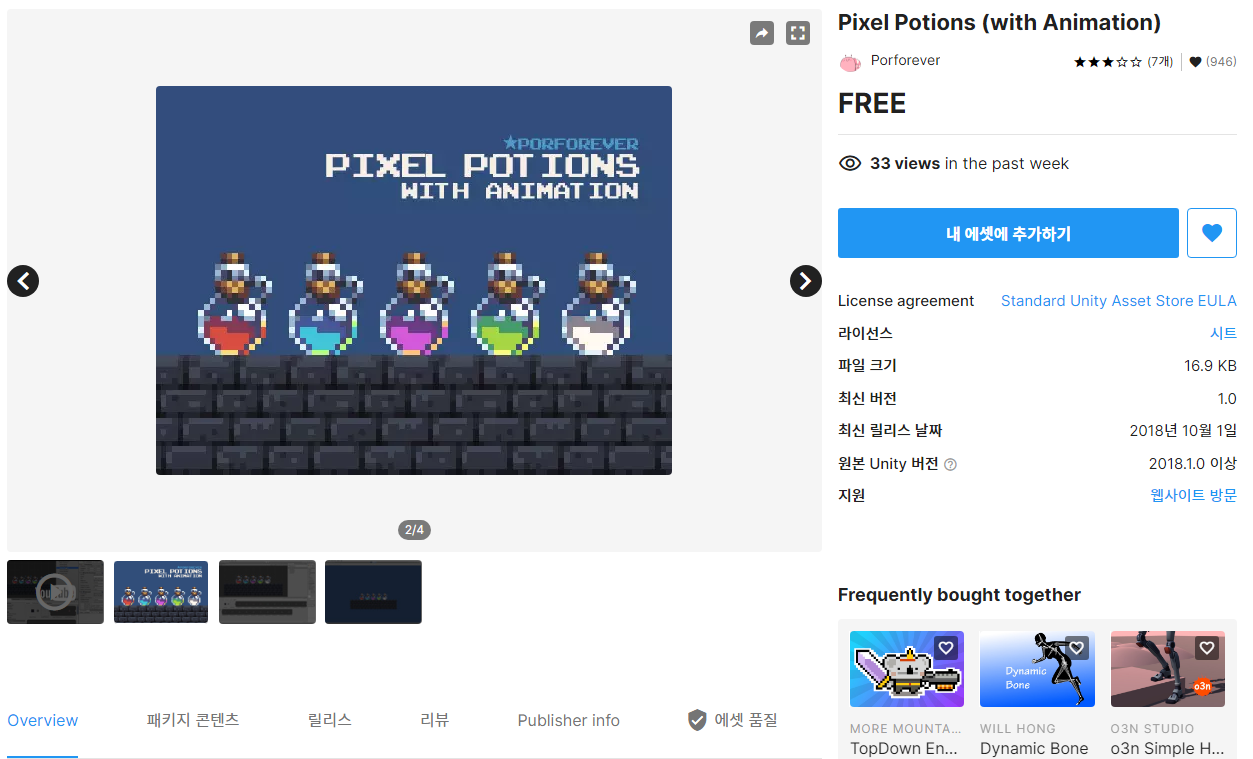 Pixel Potions (with Animation)
Porforever
★★★☆☆ (7개)
(946)
FREE
33 views in the past week
내 에셋에 추가하기
License agreement
Standard Unity Asset Store EULA
라이선스
시트
파일 크기
16.9 KB
최신 버전
1.0
최신 릴리스 날짜
2018년 10월 1일
원본 Unity 버전
2018.1.0 이상
지원
웹사이트 방문
★PORFOREVER
PIXEL POTIONS
WITH ANIMATION
2/4
PIXEL POTIONS
WITH ANIMATION
Overview
패키지 콘텐츠
릴리스
리뷰
Publisher info
에셋 품질
Frequently bought together
Dynamic
Bone
o3n
MORE MOUNTA...
TopDown En...
WILL HONG
Dynamic Bone
O3N STUDIO
o3n Simple H...